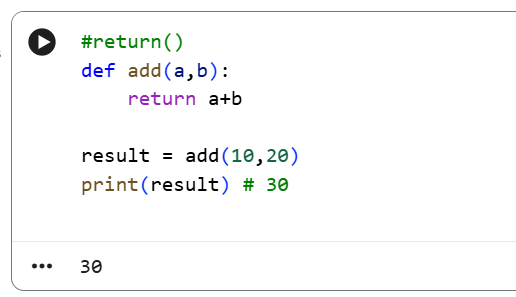 #return()
def add(a,b):
    return a+b

result = add(10,20)
print(result) # 30

30